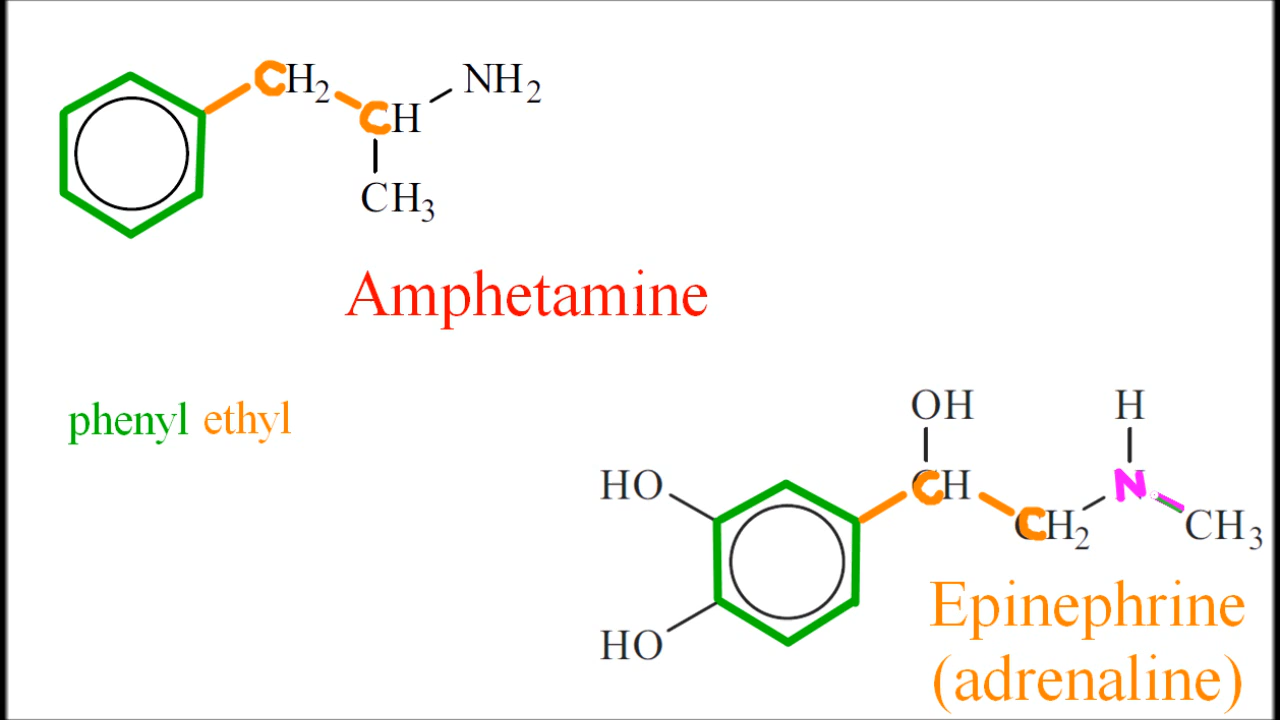 CH₂
NH₂
CH
CH₃
Amphetamine
phenyl ethyl
OH
H
HO
CH
N
CH₂
CH₃
HO
Epinephrine
(adrenaline)